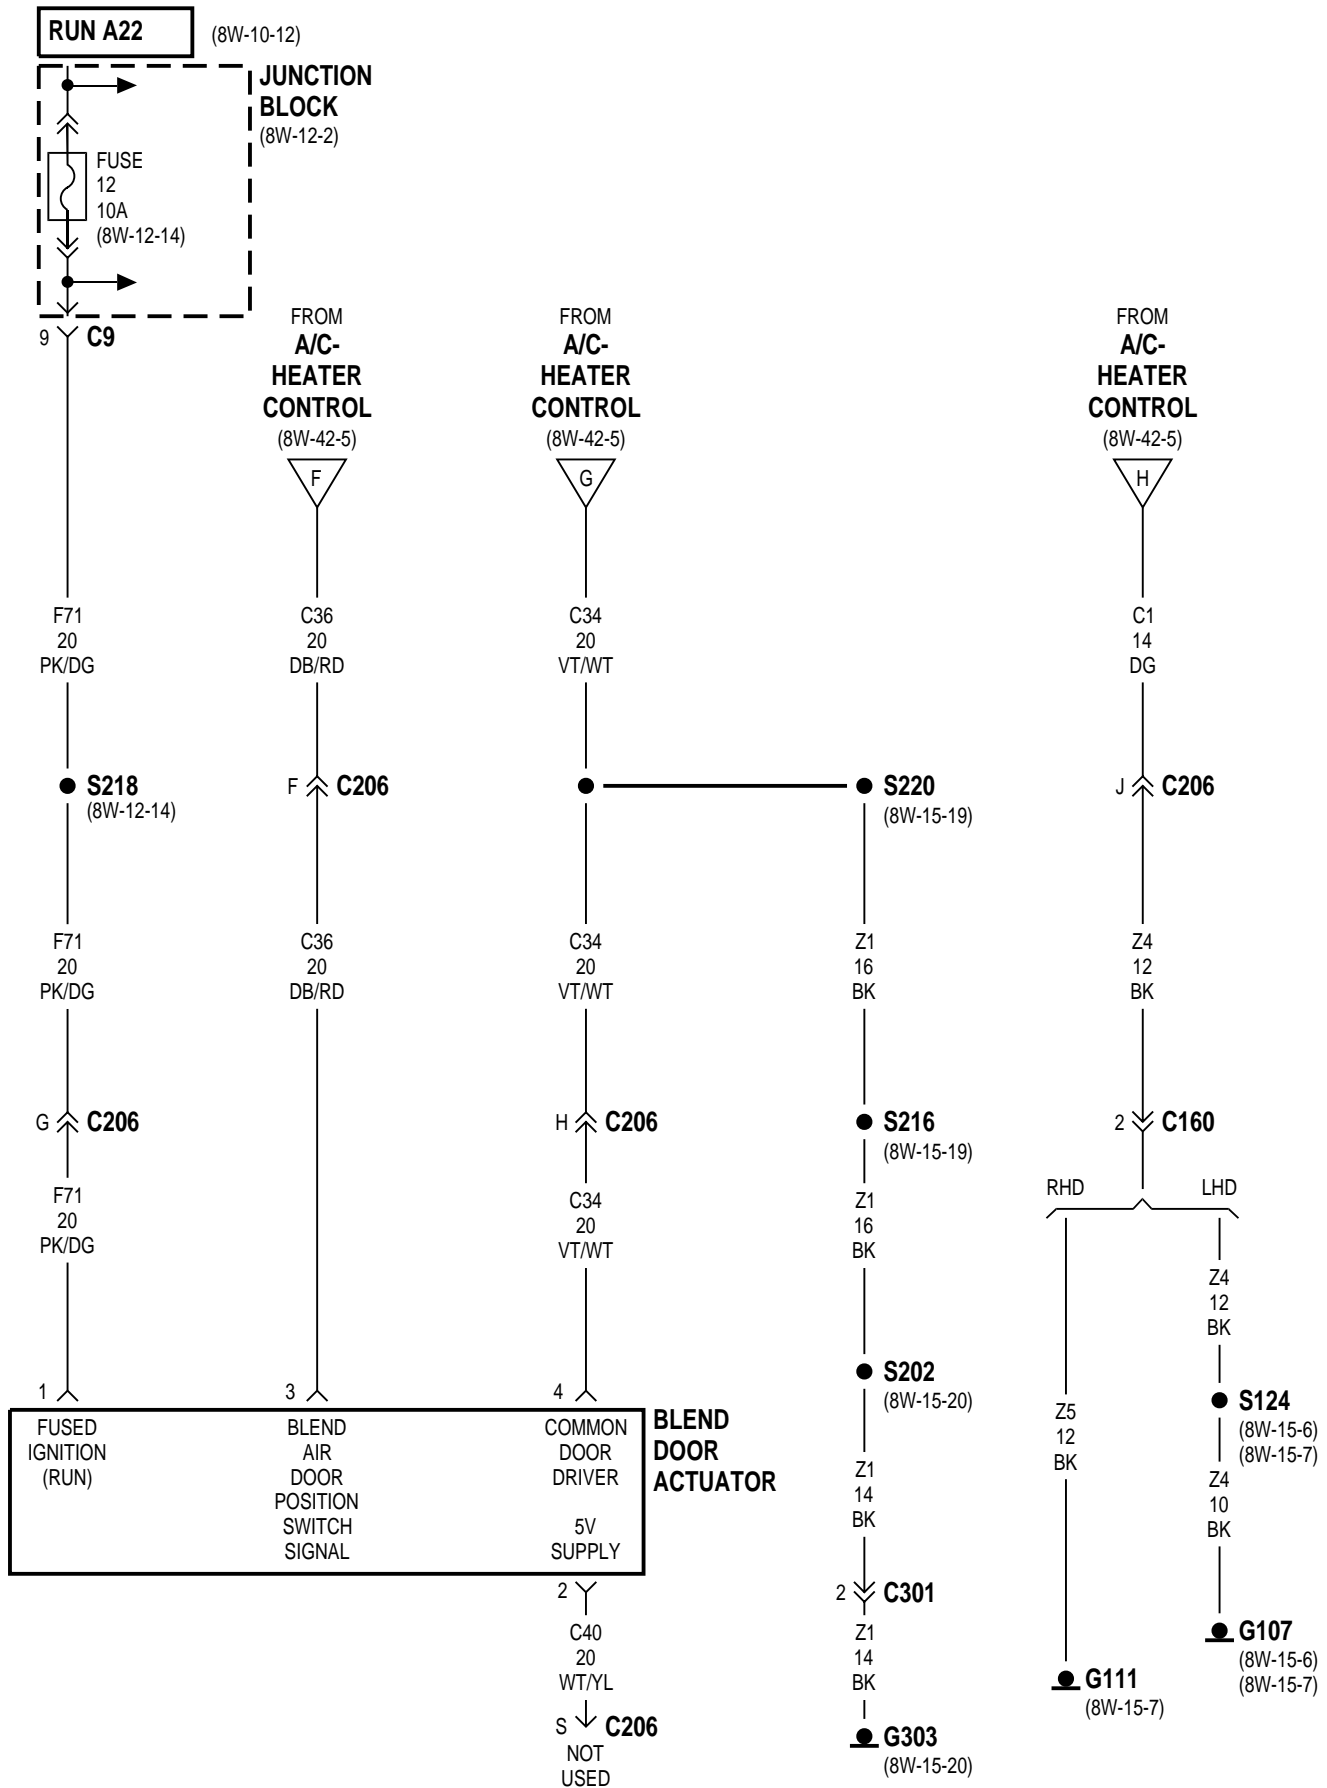 RUN A22
(8W-10-12)
JUNCTION
BLOCK
(8W-12-2)
FUSE
12
10A
(8W-12-14)
9
C9
FROM
A/C-
HEATER
CONTROL
(8W-42-5)
F
FROM
A/C-
HEATER
CONTROL
(8W-42-5)
G
FROM
A/C-
HEATER
CONTROL
(8W-42-5)
H
F71
20
PK/DG
C36
20
DB/RD
C34
20
VT/WT
C1
14
DG
S218
(8W-12-14)
F
C206
S220
(8W-15-19)
J
C206
F71
20
PK/DG
C36
20
DB/RD
C34
20
VT/WT
Z1
16
BK
Z4
12
BK
G
C206
H
C206
S216
(8W-15-19)
2
C160
RHD
LHD
F71
20
PK/DG
C34
20
VT/WT
Z1
16
BK
Z4
12
BK
S202
(8W-15-20)
S124
(8W-15-6)
(8W-15-7)
1
3
4
FUSED
IGNITION
(RUN)
BLEND
AIR
DOOR
POSITION
SWITCH
SIGNAL
COMMON
DOOR
DRIVER
5V
SUPPLY
BLEND
DOOR
ACTUATOR
Z1
14
BK
Z5
12
BK
Z4
10
BK
2
C40
20
WT/YL
S
C206
NOT
USED
2
C301
Z1
14
BK
G303
(8W-15-20)
G111
(8W-15-7)
G107
(8W-15-6)
(8W-15-7)